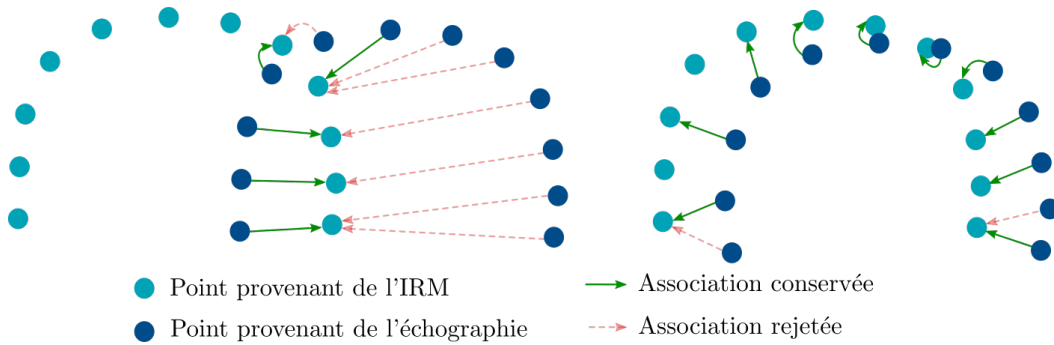 Point provenant de l'IRM
Association conservée
Point provenant de l'échographie
Association rejetée